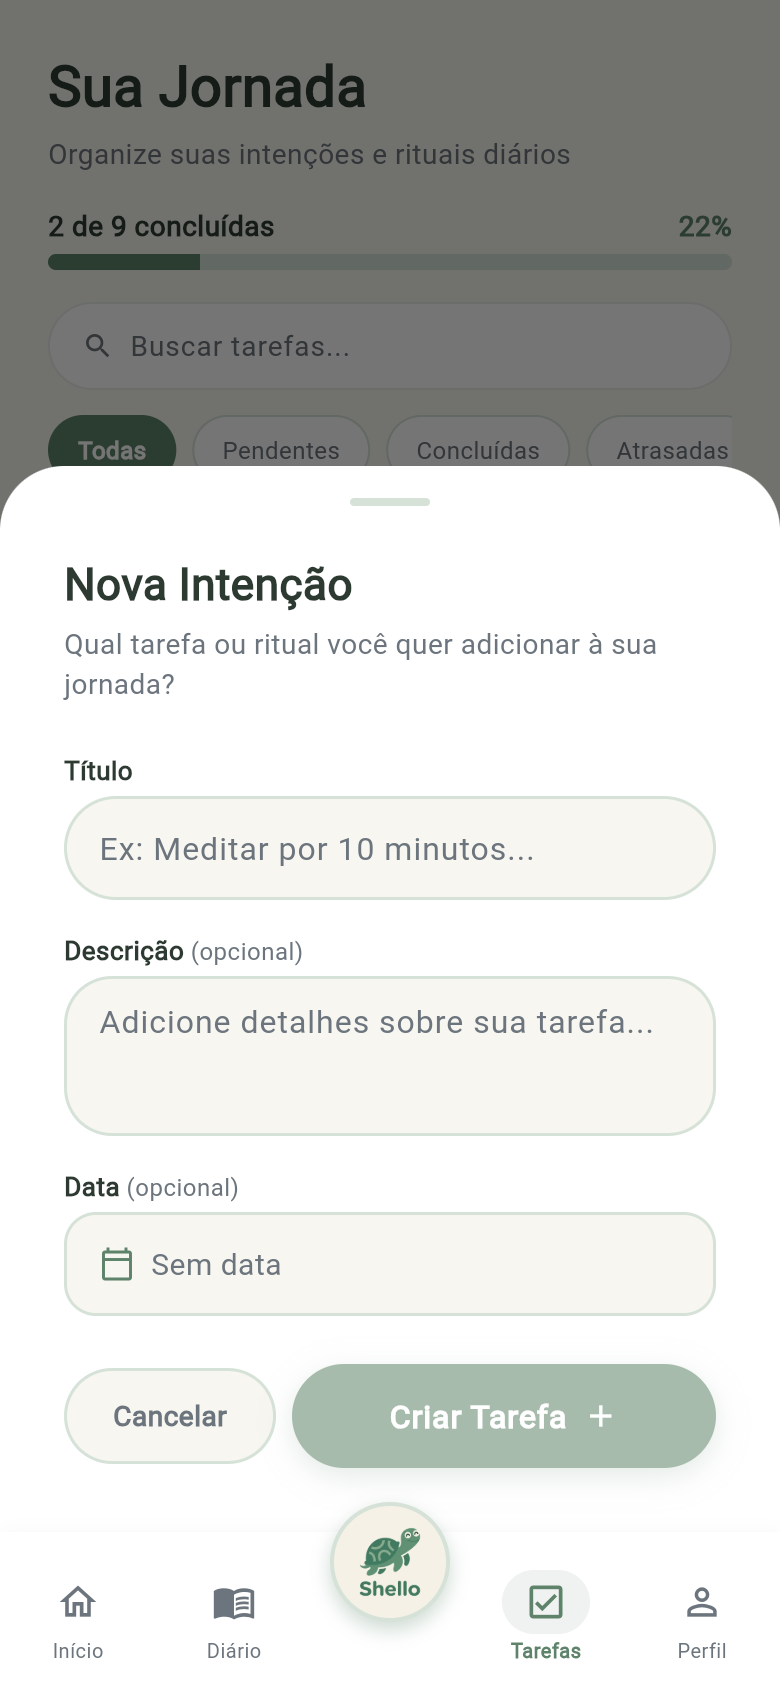 Sua Jornada
Organize suas intenções e rituais diários
2 de 9 concluídas 22%
Buscar tarefas...
Todas Pendentes Concluídas Atrasadas
Nova Intenção
Qual tarefa ou ritual você quer adicionar à sua
jornada?
Título
Ex: Meditar por 10 minutos...
Descrição (opcional)
Adicione detalhes sobre sua tarefa...
Data (opcional)
Sem data
Cancelar Criar Tarefa +
Shello
Início Diário Tarefas Perfil